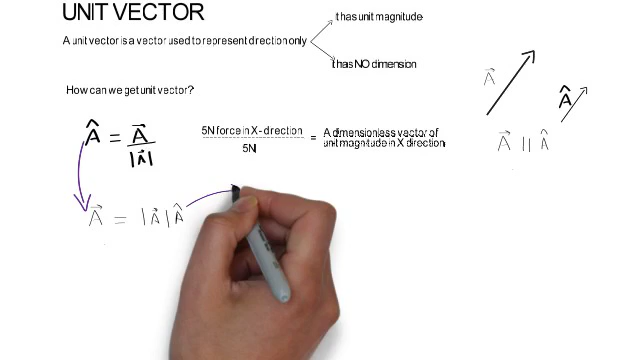 UNIT VECTOR
A unit vector is a vector used to represent direction only
It has unit magnitude
It has NO dimension
How can we get unit vector?
Â = A⃗ / |A⃗|
5N force in X - direction / 5N = A dimensionless vector of
unit magnitude in X direction
A⃗ = |A⃗| Â
A⃗
Â
A⃗ || Â